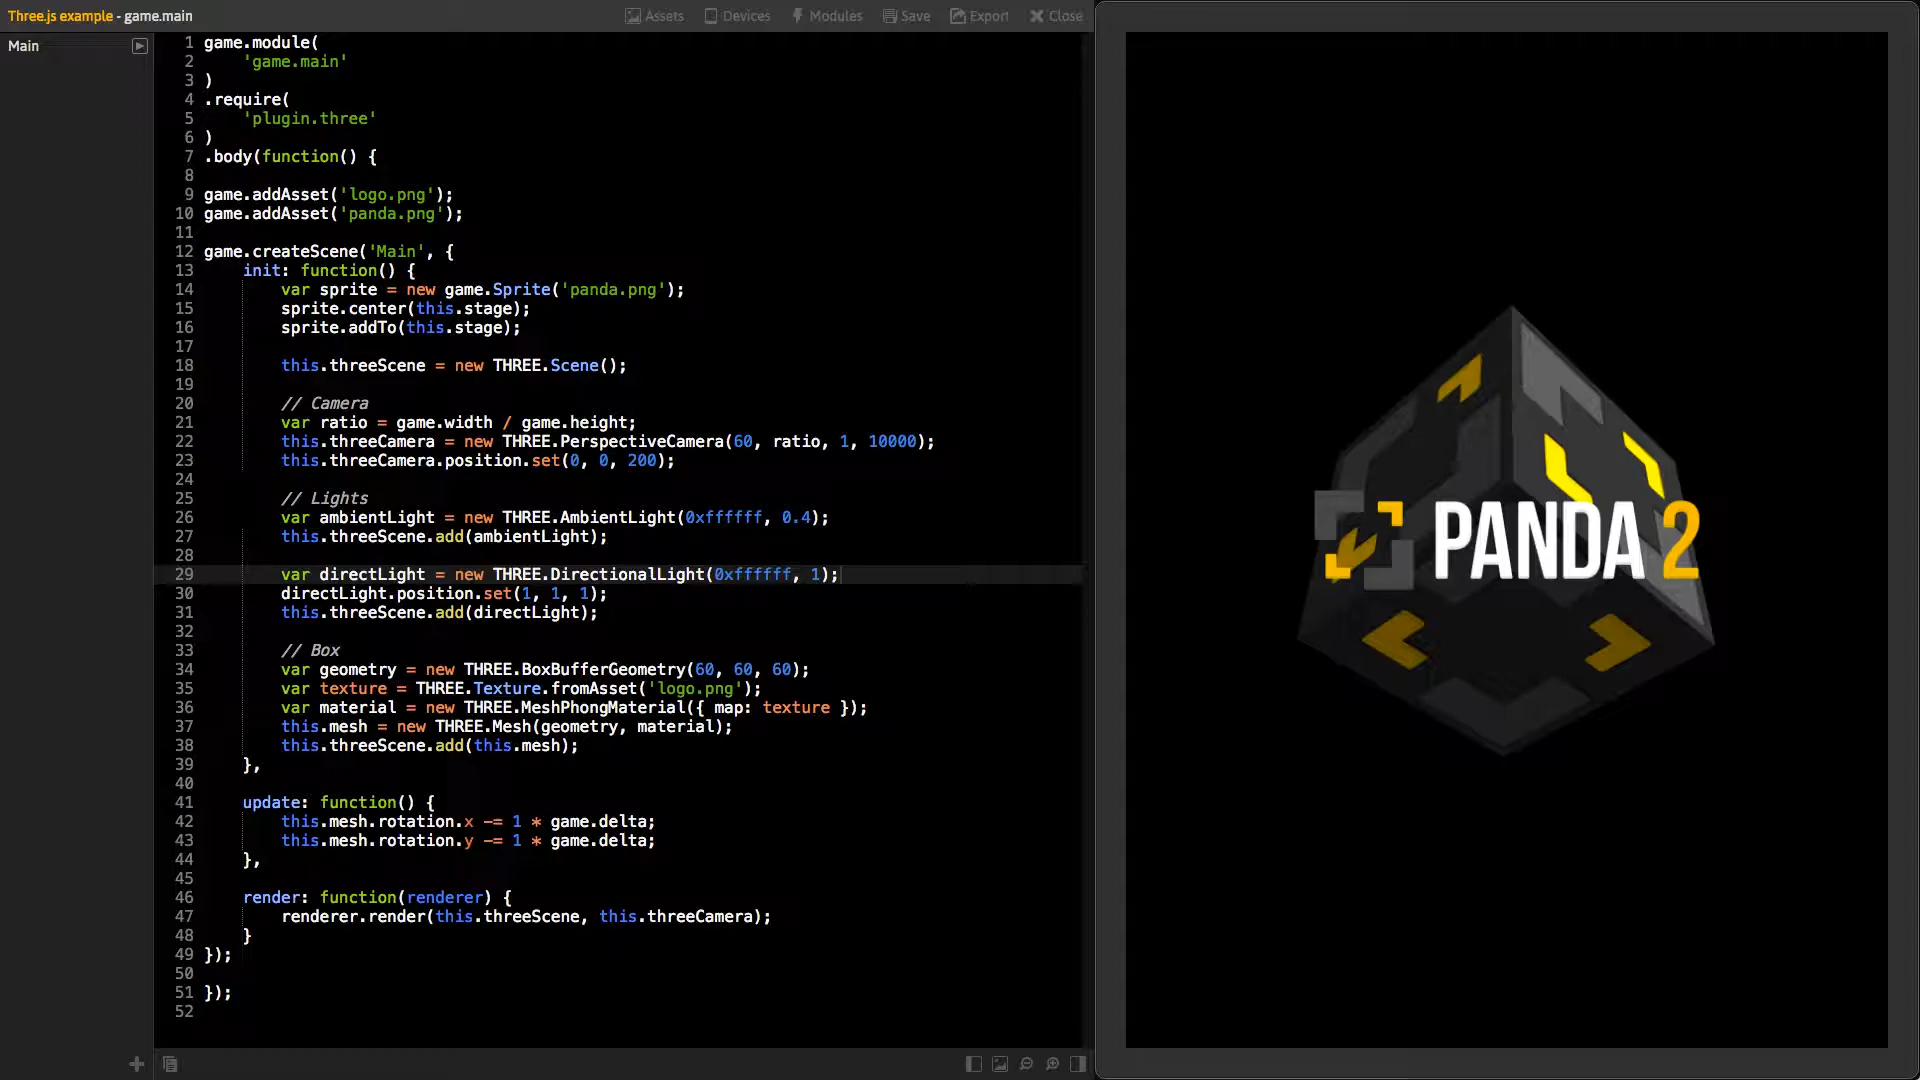 Three.js example - game.main
Assets Devices Modules Save Export Close
Main
1 game.module(
2     'game.main'
3 )
4 .require(
5     'plugin.three'
6 )
7 .body(function() {
8
9 game.addAsset('logo.png');
10 game.addAsset('panda.png');
11
12 game.createScene('Main', {
13     init: function() {
14         var sprite = new game.Sprite('panda.png');
15         sprite.center(this.stage);
16         sprite.addTo(this.stage);
17
18         this.threeScene = new THREE.Scene();
19
20         // Camera
21         var ratio = game.width / game.height;
22         this.threeCamera = new THREE.PerspectiveCamera(60, ratio, 1, 10000);
23         this.threeCamera.position.set(0, 0, 200);
24
25         // Lights
26         var ambientLight = new THREE.AmbientLight(0xffffff, 0.4);
27         this.threeScene.add(ambientLight);
28
29         var directLight = new THREE.DirectionalLight(0xffffff, 1);
30         directLight.position.set(1, 1, 1);
31         this.threeScene.add(directLight);
32
33         // Box
34         var geometry = new THREE.BoxBufferGeometry(60, 60, 60);
35         var texture = THREE.Texture.fromAsset('logo.png');
36         var material = new THREE.MeshPhongMaterial({ map: texture });
37         this.mesh = new THREE.Mesh(geometry, material);
38         this.threeScene.add(this.mesh);
39     },
40
41     update: function() {
42         this.mesh.rotation.x -= 1 * game.delta;
43         this.mesh.rotation.y -= 1 * game.delta;
44     },
45
46     render: function(renderer) {
47         renderer.render(this.threeScene, this.threeCamera);
48     }
49 });
50
51 });
52
PANDA 2